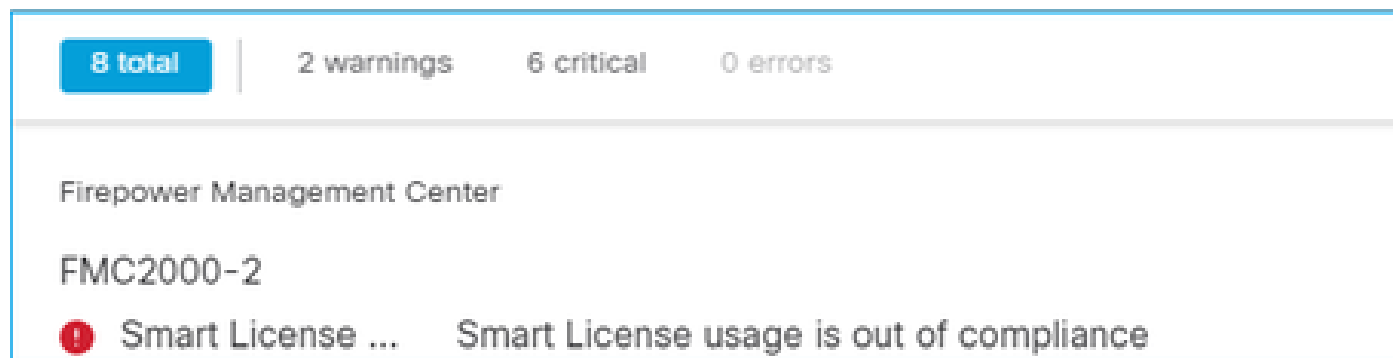 8 total 2 warnings 6 critical 0 errors
Firepower Management Center
FMC2000-2
Smart License ... Smart License usage is out of compliance